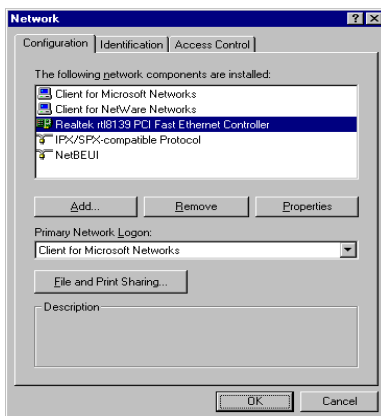 Network
Configuration Identification Access Control
The following network components are installed:
Client for Microsoft Networks
Client for NetWare Networks
Realtek rtl8139 PCI Fast Ethernet Controller
IPX/SPX-compatible Protocol
NetBEUI
Add... Remove Properties
Primary Network Logon:
Client for Microsoft Networks
File and Print Sharing...
Description
OK Cancel